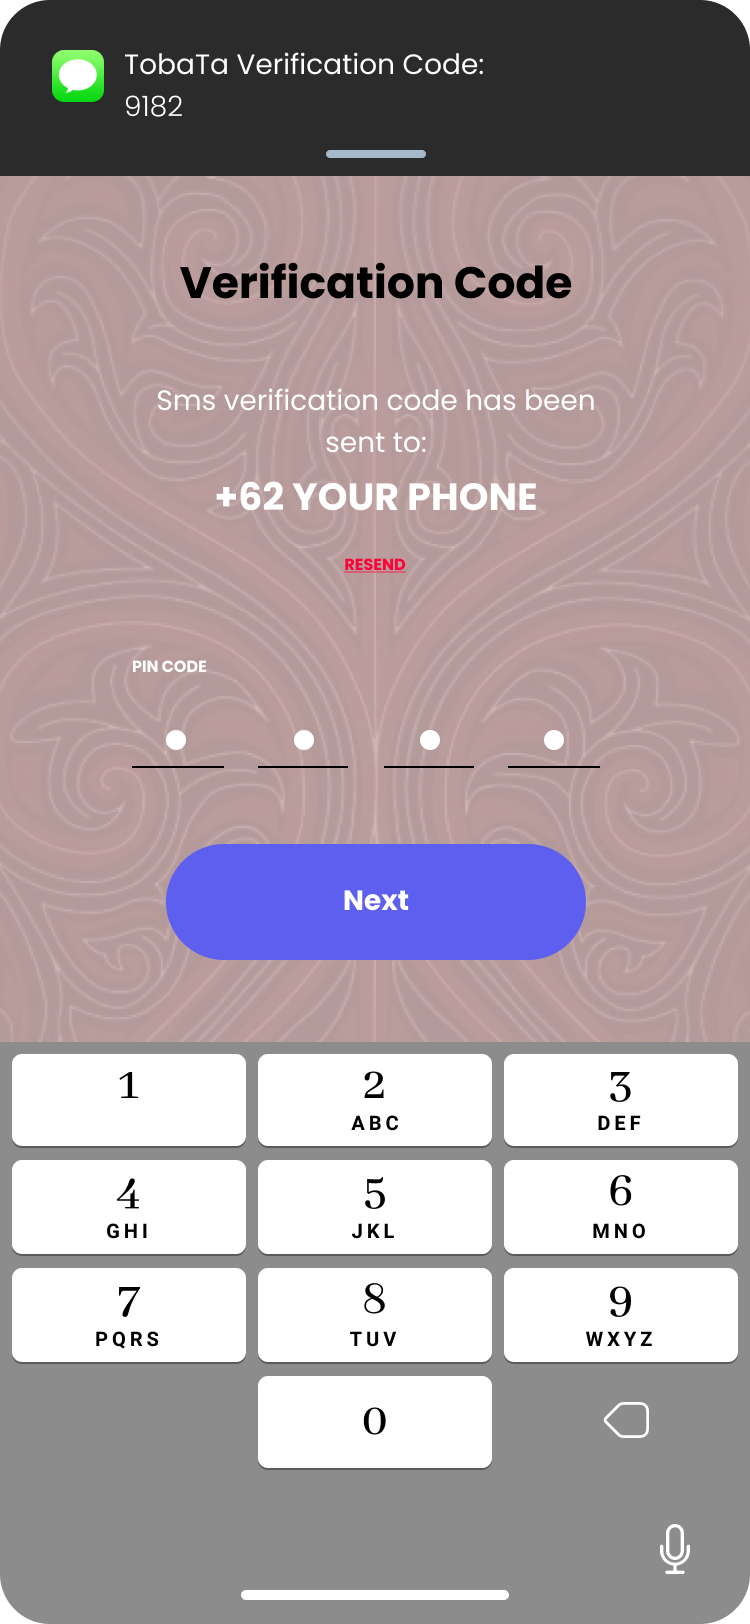 TobaTa Verification Code:
9182
Verification Code
Sms verification code has been
sent to:
+62 YOUR PHONE
RESEND
PIN CODE
Next
1 2 3
ABC DEF
4 5 6
GHI JKL MNO
7 8 9
PQRS TUV WXYZ
0